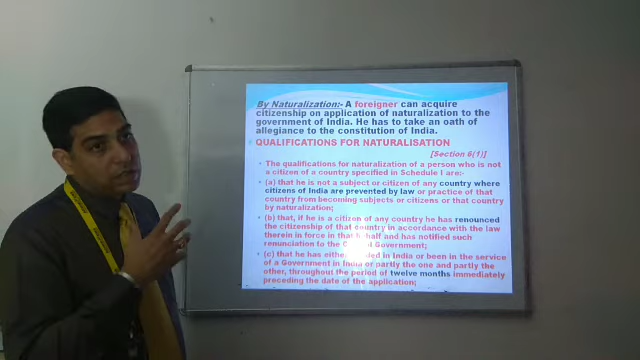 By Naturalization:- A foreigner can acquire
citizenship on application of naturalization to the
government of India. He has to take an oath of
allegiance to the constitution of India.
QUALIFICATIONS FOR NATURALISATION
[Section 6(1)]
• The qualifications for naturalization of a person who is not
a citizen of a country specified in Schedule I are:-
• (a) that he is not a subject or citizen of any country where
citizens of India are prevented by law or practice of that
country from becoming subjects or citizens or that country
by naturalization;
• (b) that, if he is a citizen of any country he has renounced
the citizenship of that country in accordance with the law
therein in force in that behalf and has notified such
renunciation to the Government;
• (c) that he has either in India or been in the service
of a Government in India or partly the one and partly the
other, throughout the period of twelve months immediately
preceding the date of the application;